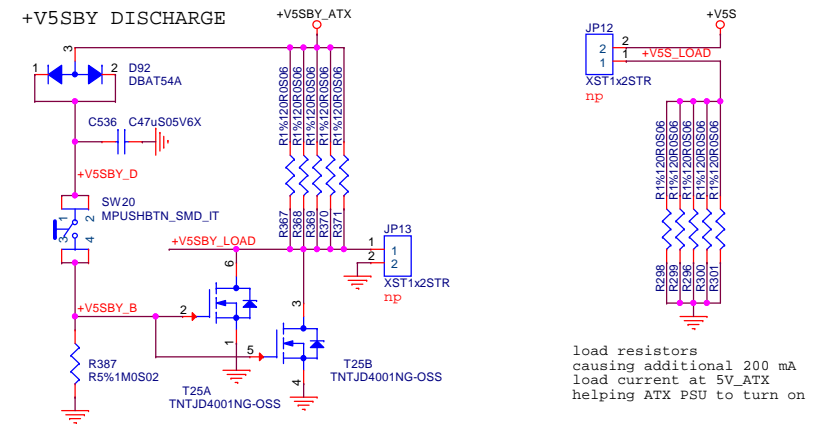 +V5SBY DISCHARGE
+V5SBY_ATX
3
1
2
D92
DBAT54A
C536
C47uS05V6X
+V5SBY_D
SW20
MPUSHBTN_SMD_IT
1
2
3
4
+V5SBY_B
R387
R5%1M0S02
R1%120R0S06
R1%120R0S06
R1%120R0S06
R1%120R0S06
R1%120R0S06
R367
R368
R369
R370
R371
+V5SBY_LOAD
JP13
1
1
2
2
XST1x2STR
np
6
2
1
T25A
TNTJD4001NG-OSS
3
5
4
T25B
TNTJD4001NG-OSS
+V5S
JP12
2
2
1
1
+V5S_LOAD
XST1x2STR
np
R1%120R0S06
R1%120R0S06
R1%120R0S06
R1%120R0S06
R1%120R0S06
R298
R299
R296
R300
R301
load resistors
causing additional 200 mA
load current at 5V_ATX
helping ATX PSU to turn on